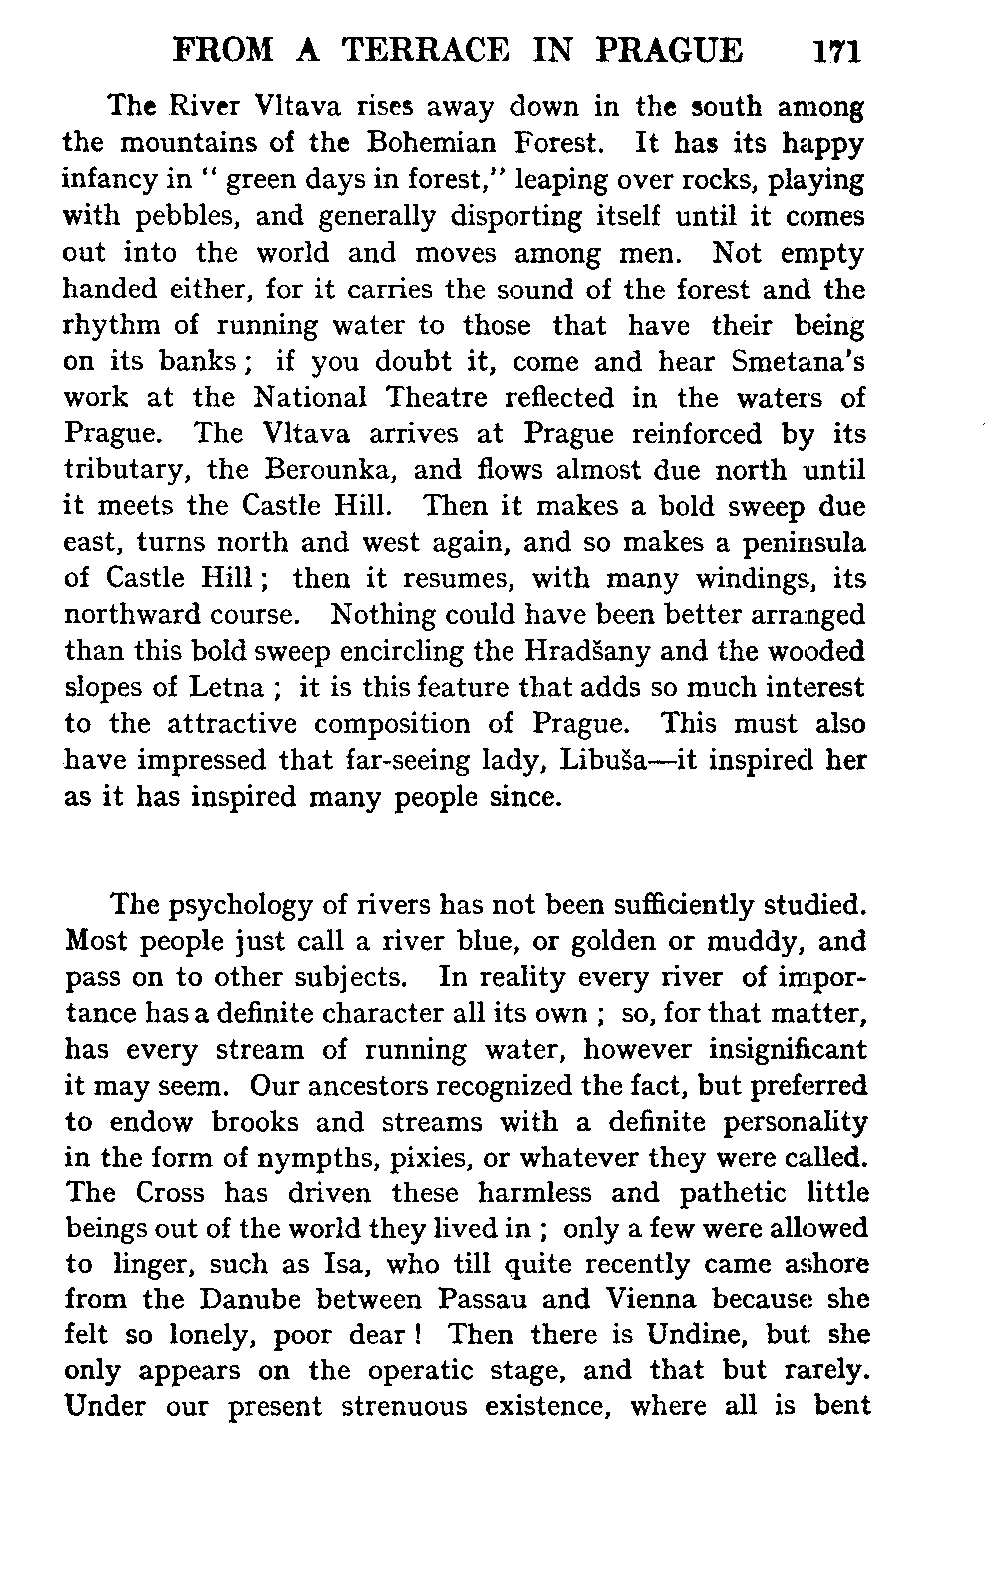 FROM A TERRACE IN PRAGUE 171
The River Vltava rises away down in the south among
the mountains of the Bohemian Forest. It has its happy
infancy in “ green days in forest,” leaping over rocks, playing
with pebbles, and generally disporting itself until it comes
out into the world and moves among men. Not empty
handed either, for it carries the sound of the forest and the
rhythm of running water to those that have their being
on its banks ; if you doubt it, come and hear Smetana's
work at the National Theatre reflected in the waters of
Prague. The Vltava arrives at Prague reinforced by its
tributary, the Berounka, and flows almost due north until
it meets the Castle Hill. Then it makes a bold sweep due
east, turns north and west again, and so makes a peninsula
of Castle Hill ; then it resumes, with many windings, its
northward course. Nothing could have been better arranged
than this bold sweep encircling the Hradšany and the wooded
slopes of Letna ; it is this feature that adds so much interest
to the attractive composition of Prague. This must also
have impressed that far-seeing lady, Libuša—it inspired her
as it has inspired many people since.
The psychology of rivers has not been sufficiently studied.
Most people just call a river blue, or golden or muddy, and
pass on to other subjects. In reality every river of impor-
tance has a definite character all its own ; so, for that matter,
has every stream of running water, however insignificant
it may seem. Our ancestors recognized the fact, but preferred
to endow brooks and streams with a definite personality
in the form of nympths, pixies, or whatever they were called.
The Cross has driven these harmless and pathetic little
beings out of the world they lived in ; only a few were allowed
to linger, such as Isa, who till quite recently came ashore
from the Danube between Passau and Vienna because she
felt so lonely, poor dear ! Then there is Undine, but she
only appears on the operatic stage, and that but rarely.
Under our present strenuous existence, where all is bent